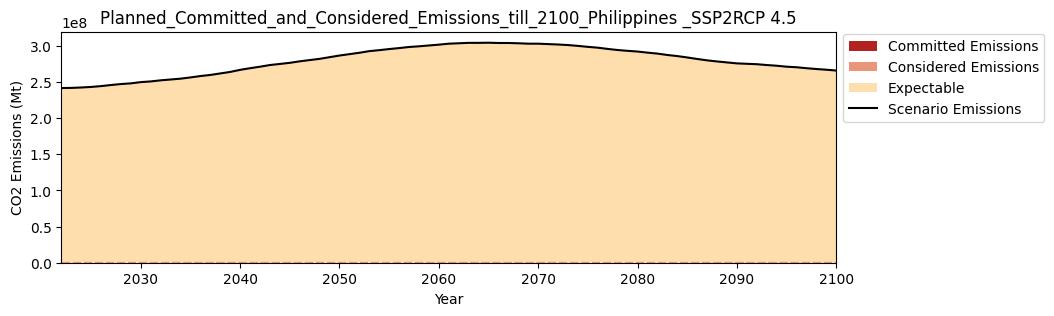 Planned_Committed_and_Considered_Emissions_till_2100_Philippines _SSP2RCP 4.5
1e8
3.0
2.5
2.0
1.5
1.0
0.5
0.0
CO2 Emissions (Mt)
2030
2040
2050
2060
2070
2080
2090
2100
Year
Committed Emissions
Considered Emissions
Expectable
Scenario Emissions